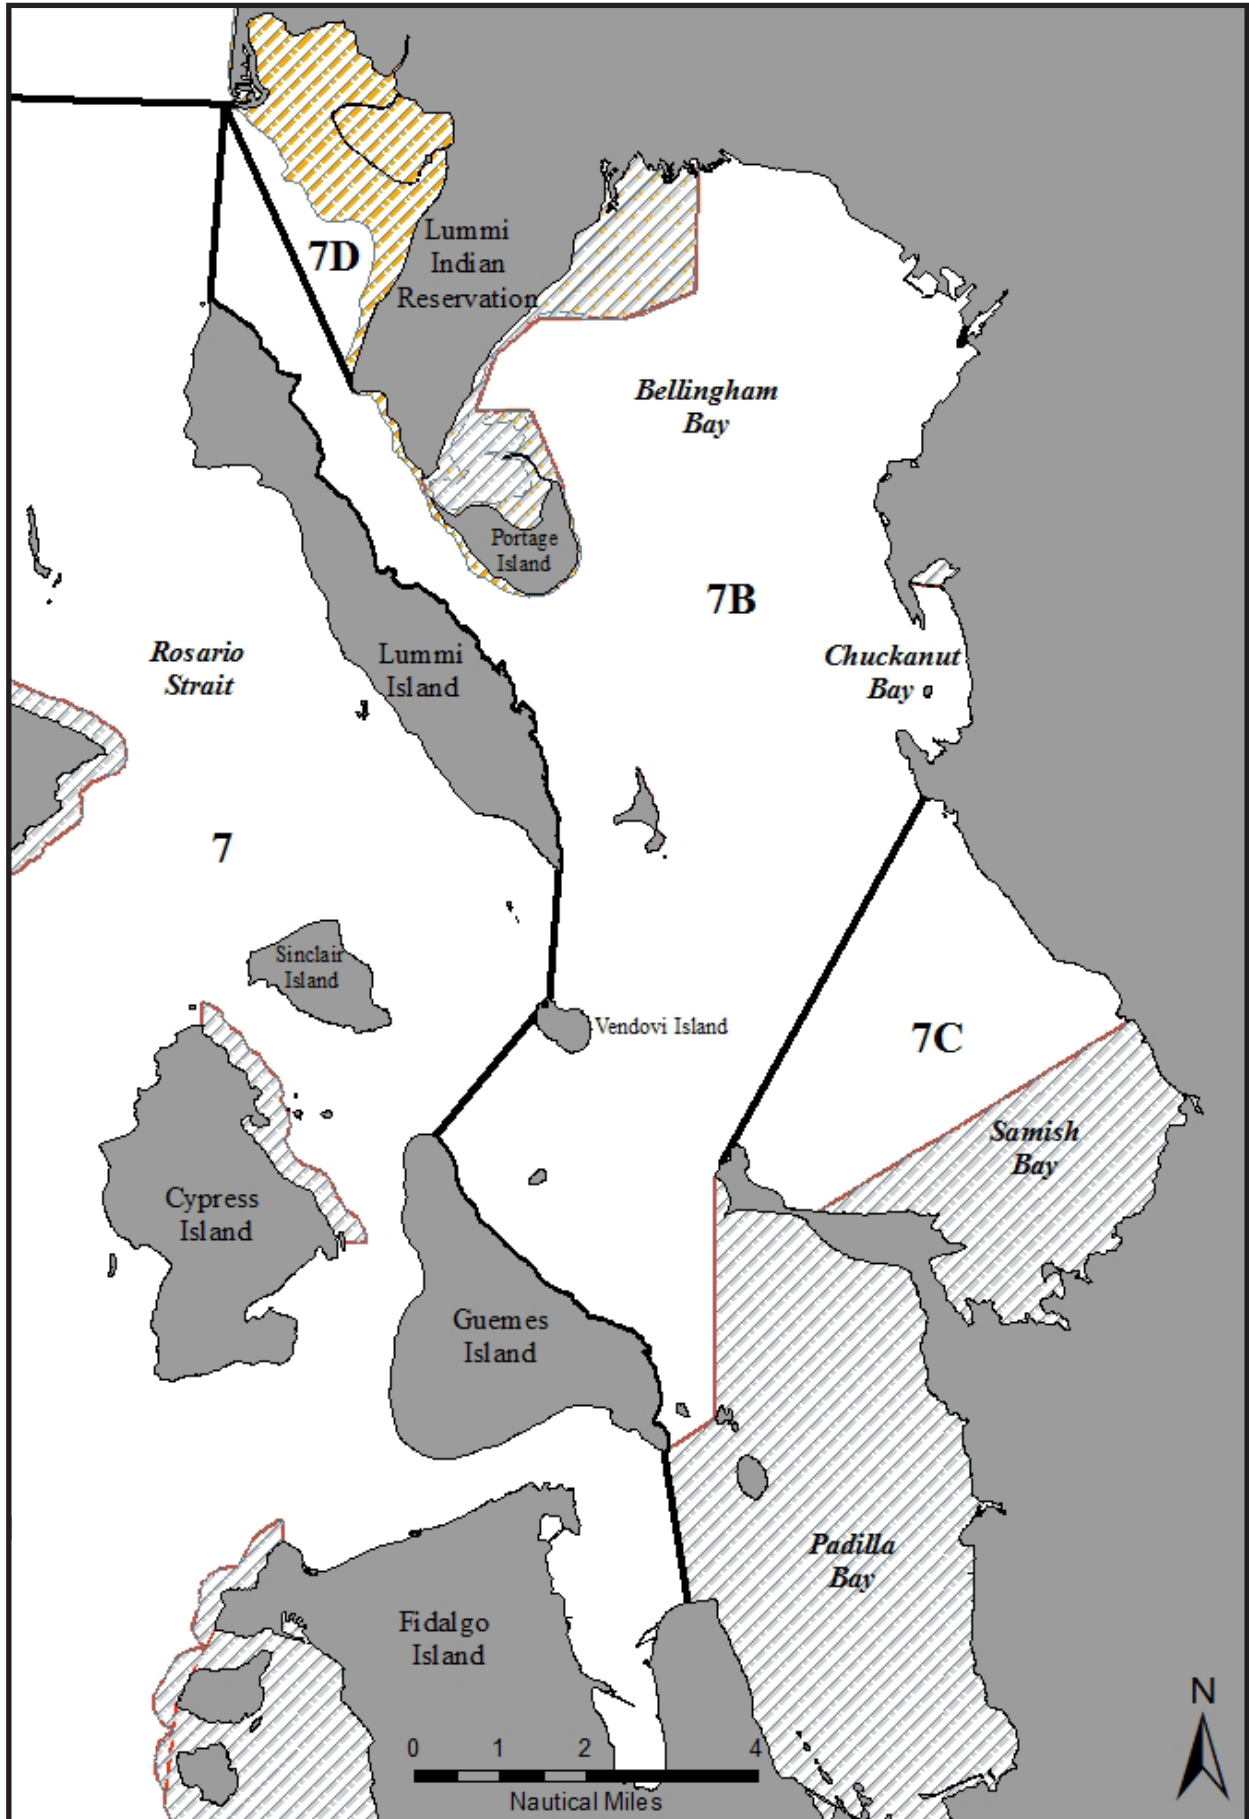 7D
Lummi
Indian
Reservation
Bellingham
Bay
Portage
Island
7B
Rosario
Strait
Lummi
Island
Chuckanut
Bay
7
Sinclair
Island
Vendovi Island
7C
Samish
Bay
Cypress
Island
Guemes
Island
Padilla
Bay
Fidalgo
Island
N
0 1 2 4
Nautical Miles